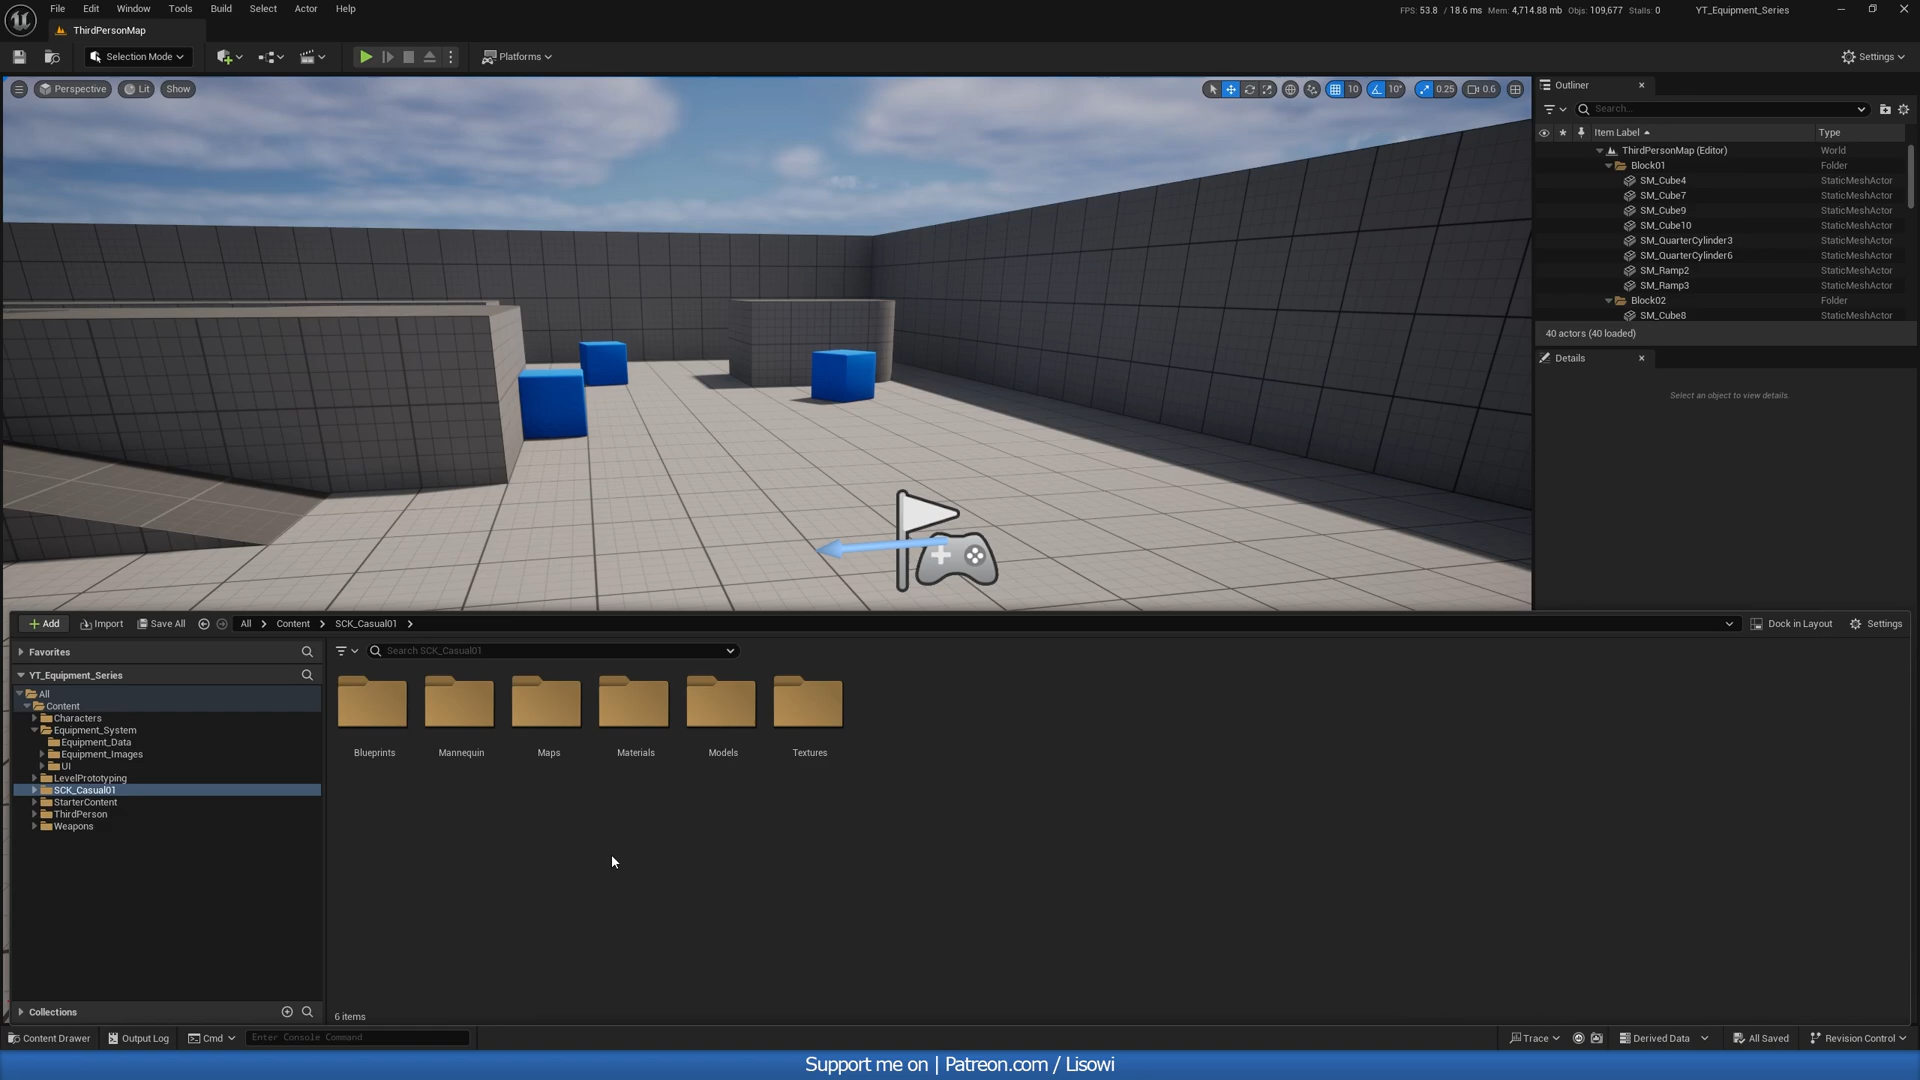 File Edit Window Tools Build Select Actor Help
FPS: 53.8 / 18.6 ms Mem: 4,714.88 mb Objs: 109,677 Stalls: 0 YT_Equipment_Series
ThirdPersonMap
Selection Mode Platforms Settings
Perspective Lit Show 10 10° 0.25 0.6
Outliner
Search...
Item Label Type
ThirdPersonMap (Editor) World
Block01 Folder
SM_Cube4 StaticMeshActor
SM_Cube7 StaticMeshActor
SM_Cube9 StaticMeshActor
SM_Cube10 StaticMeshActor
SM_QuarterCylinder3 StaticMeshActor
SM_QuarterCylinder6 StaticMeshActor
SM_Ramp2 StaticMeshActor
SM_Ramp3 StaticMeshActor
Block02 Folder
SM_Cube8 StaticMeshActor
40 actors (40 loaded)
Details
Select an object to view details.
Add Import Save All All Content SCK_Casual01 Dock in Layout Settings
Favorites
Search SCK_Casual01
YT_Equipment_Series
All
Content
Characters
Equipment_System
Equipment_Data
Equipment_Images
UI
LevelPrototyping
SCK_Casual01
StarterContent
ThirdPerson
Weapons
Blueprints Mannequin Maps Materials Models Textures
Collections
6 items
Content Drawer Output Log Cmd Enter Console Command Trace Derived Data All Saved Revision Control
Support me on | Patreon.com / Lisowi